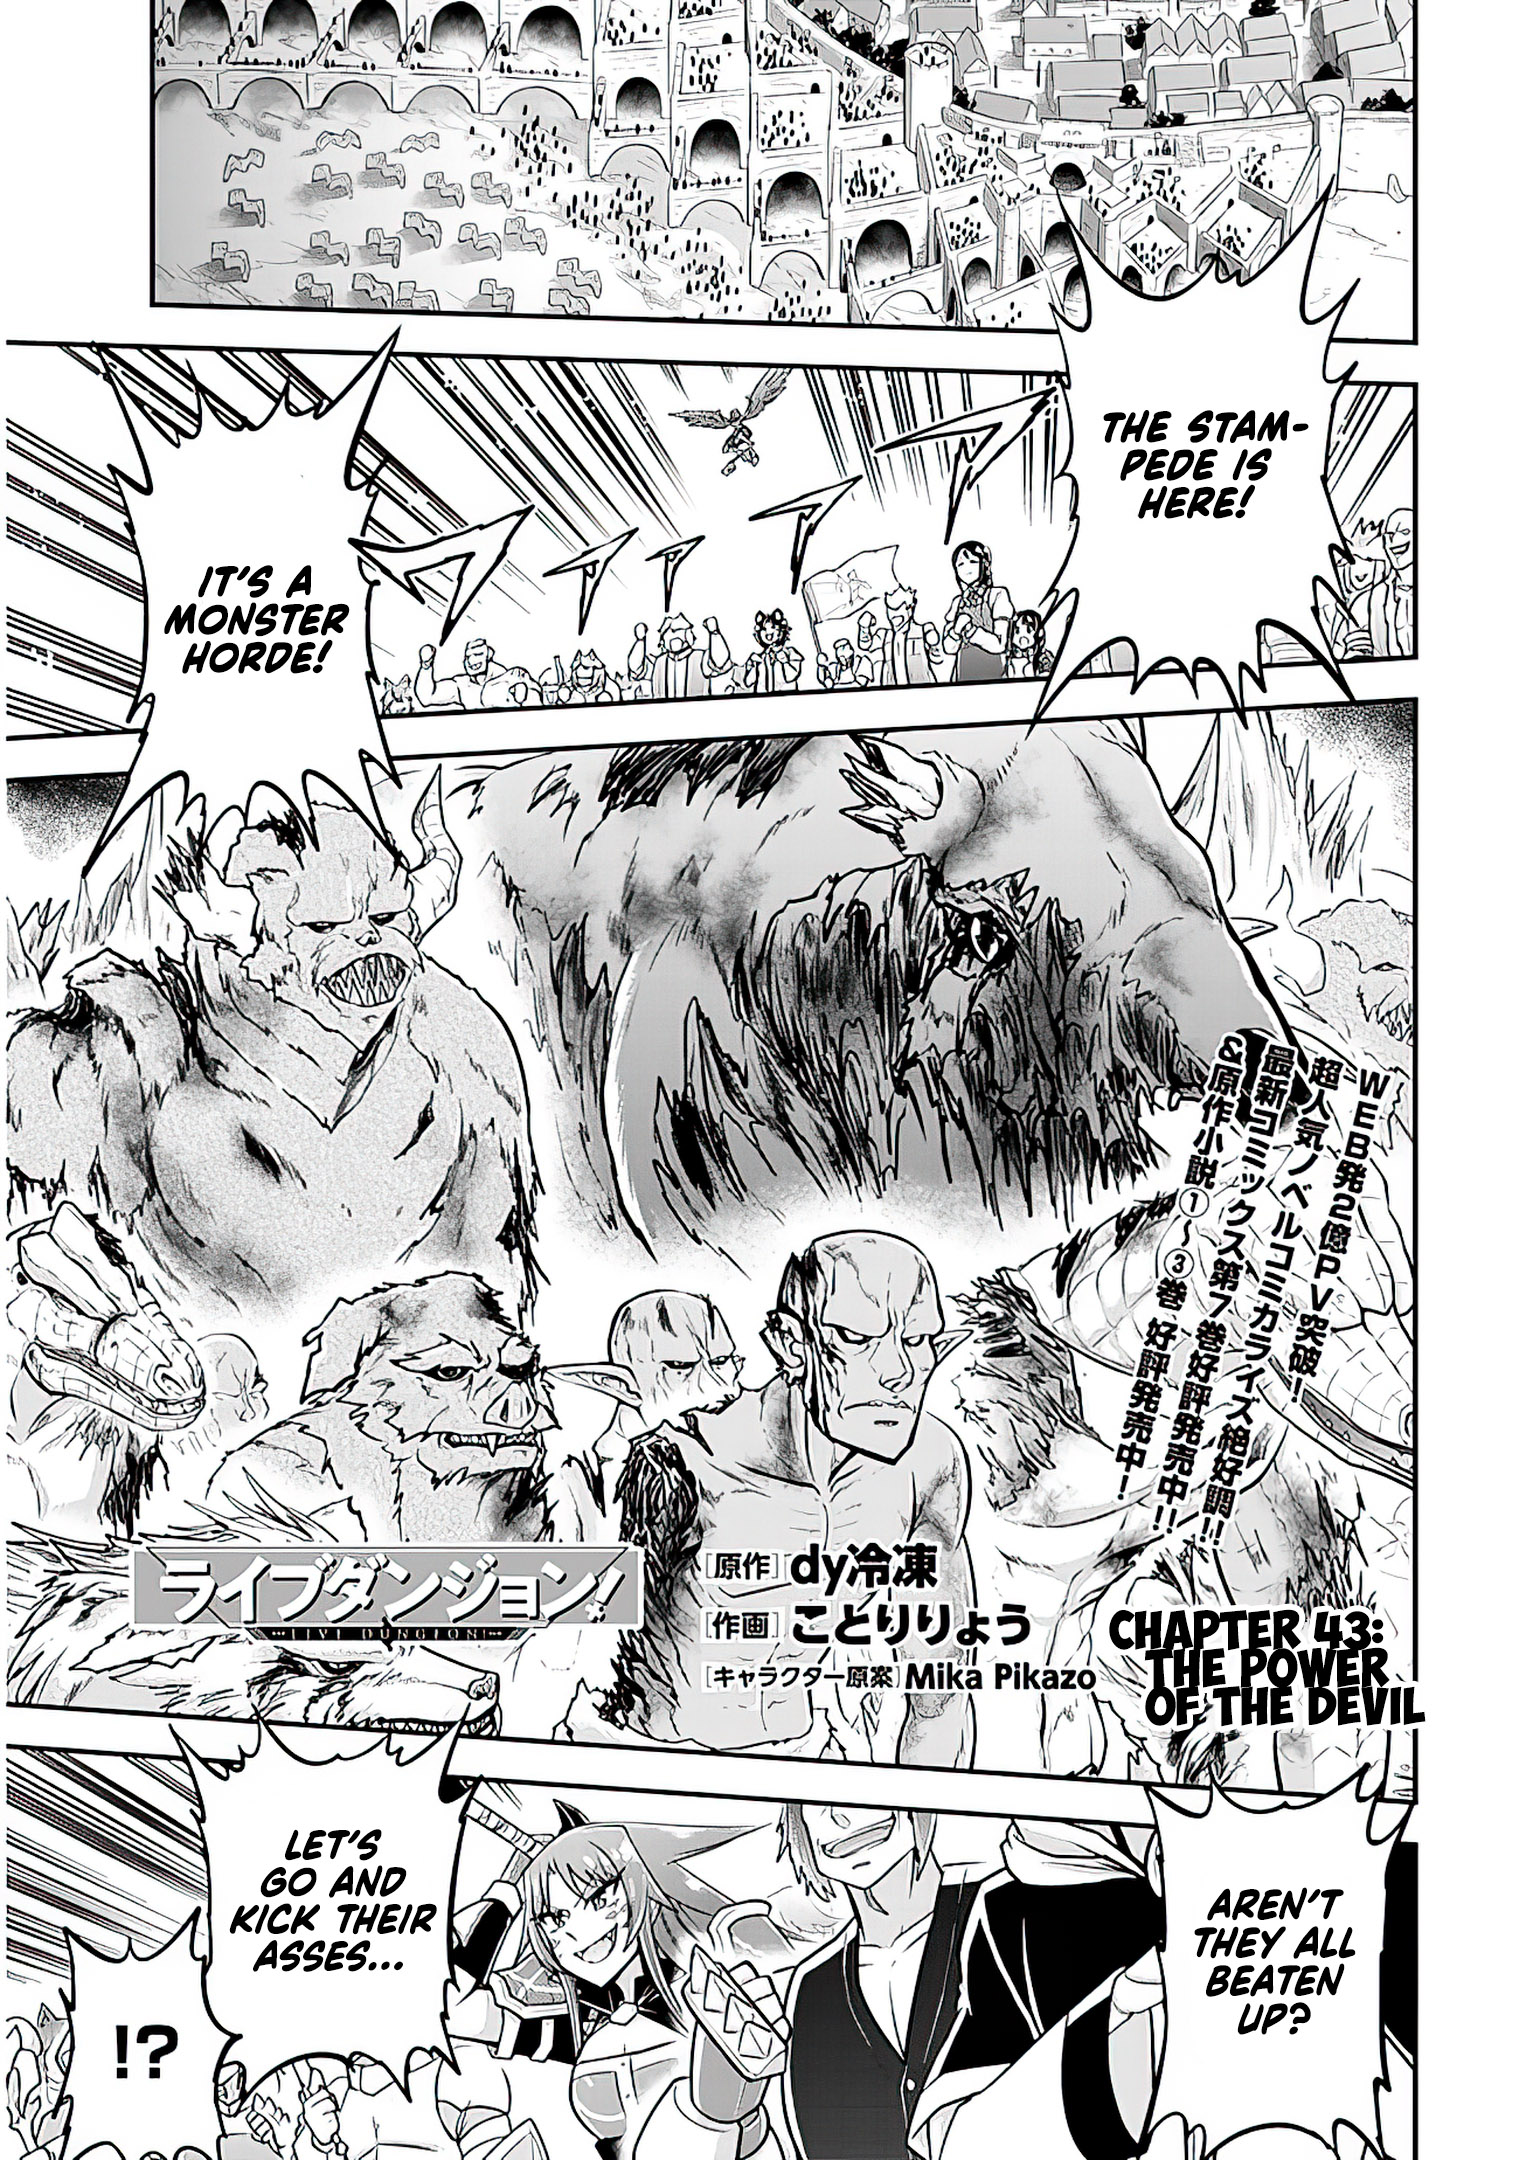 THE STAM-
PEDE IS
HERE!
IT'S A
MONSTER
HORDE!
WEB発2億PV突破！
超人気ノベルコミカライズ絶好調!!
最新コミックス第7巻好評発売中!!
&原作小説①〜③巻 好評発売中！
ライブダンジョン！
LIVE DUNGEON!
［原作］dy冷凍
［作画］ことりりょう
［キャラクター原案］Mika Pikazo
CHAPTER 43:
THE POWER
OF THE DEVIL
AREN'T
THEY ALL
BEATEN
UP?
LET'S
GO AND
KICK THEIR
ASSES...
!?